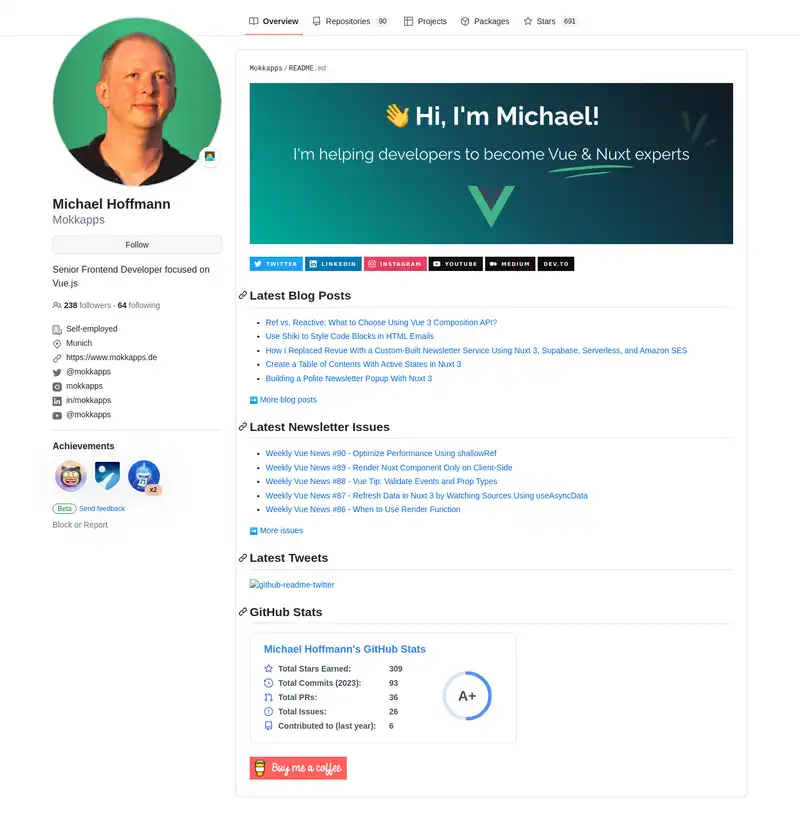 Overview
Repositories 90
Projects
Packages
Stars 691
Michael Hoffmann
Mokkapps
Follow
Senior Frontend Developer focused on
Vue.js
238 followers · 64 following
Self-employed
Munich
https://www.mokkapps.de
@mokkapps
mokkapps
in/mokkapps
@mokkapps
Achievements
x2
Beta Send feedback
Block or Report
Mokkapps/README.md
👋 Hi, I'm Michael!
I'm helping developers to become Vue & Nuxt experts
TWITTER
LINKEDIN
INSTAGRAM
YOUTUBE
MEDIUM
DEV.TO
Latest Blog Posts
Ref vs. Reactive: What to Choose Using Vue 3 Composition API?
Use Shiki to Style Code Blocks in HTML Emails
How I Replaced Revue With a Custom-Built Newsletter Service Using Nuxt 3, Supabase, Serverless, and Amazon SES
Create a Table of Contents With Active States in Nuxt 3
Building a Polite Newsletter Popup With Nuxt 3
➡️ More blog posts
Latest Newsletter Issues
Weekly Vue News #90 - Optimize Performance Using shallowRef
Weekly Vue News #89 - Render Nuxt Component Only on Client-Side
Weekly Vue News #88 - Vue Tip: Validate Events and Prop Types
Weekly Vue News #87 - Refresh Data in Nuxt 3 by Watching Sources Using useAsyncData
Weekly Vue News #86 - When to Use Render Function
➡️ More issues
Latest Tweets
github-readme-twitter
GitHub Stats
Michael Hoffmann's GitHub Stats
Total Stars Earned: 309
Total Commits (2023): 93
Total PRs: 36
Total Issues: 26
Contributed to (last year): 6
A+
Buy me a coffee